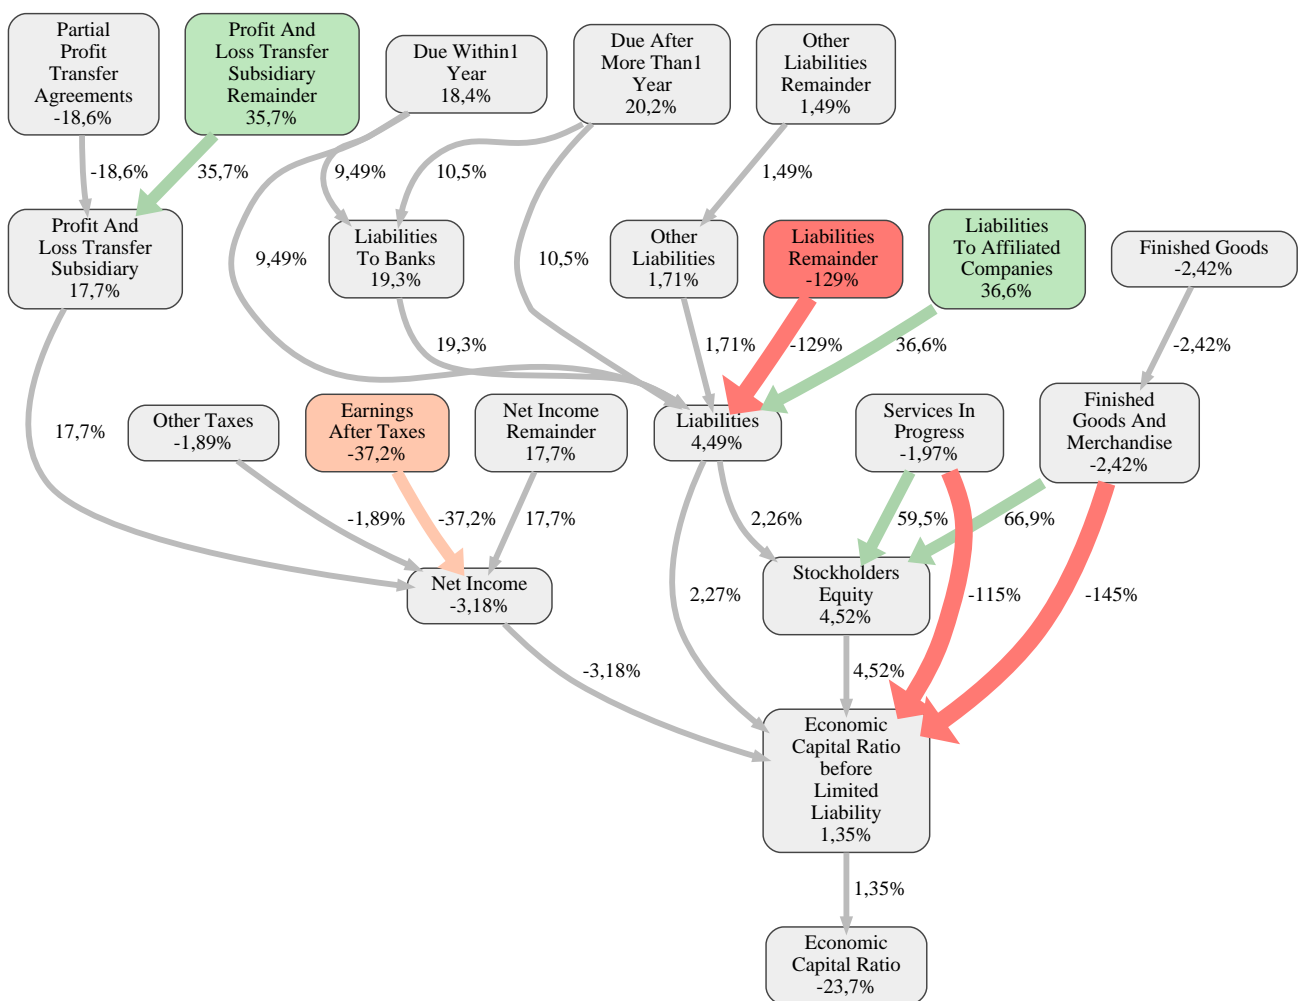 Partial
Profit
Transfer
Agreements
-18,6%
Profit And
Loss Transfer
Subsidiary
Remainder
35,7%
Due Within1
Year
18,4%
Due After
More Than1
Year
20,2%
Other
Liabilities
Remainder
1,49%
-18,6%
35,7%
9,49%
10,5%
1,49%
Profit And
Loss Transfer
Subsidiary
17,7%
9,49%
Liabilities
To Banks
19,3%
10,5%
Other
Liabilities
1,71%
Liabilities
Remainder
-129%
Liabilities
To Affiliated
Companies
36,6%
Finished Goods
-2,42%
19,3%
1,71%
-129%
36,6%
-2,42%
17,7%
Other Taxes
-1,89%
Earnings
After Taxes
-37,2%
Net Income
Remainder
17,7%
Liabilities
4,49%
Services In
Progress
-1,97%
Finished
Goods And
Merchandise
-2,42%
-1,89%
-37,2%
17,7%
2,26%
59,5%
66,9%
Net Income
-3,18%
2,27%
Stockholders
Equity
4,52%
-115%
-145%
-3,18%
4,52%
Economic
Capital Ratio
before
Limited
Liability
1,35%
1,35%
Economic
Capital Ratio
-23,7%